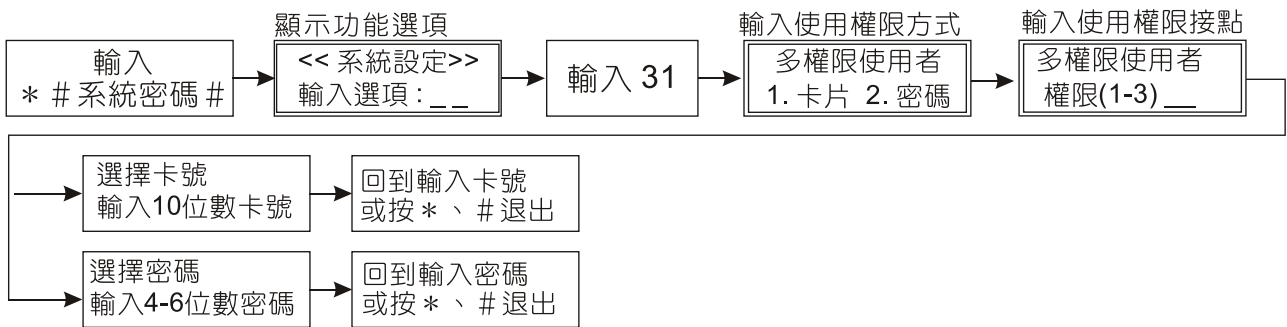 顯示功能選項
輸入使用權限方式
輸入使用權限接點
輸入
＊＃系統密碼＃
<< 系統設定>>
輸入選項:_ _
輸入 31
多權限使用者
1. 卡片 2. 密碼
多權限使用者
權限(1-3) __
選擇卡號
輸入10位數卡號
回到輸入卡號
或按＊、＃退出
選擇密碼
輸入4-6位數密碼
回到輸入密碼
或按＊、＃退出